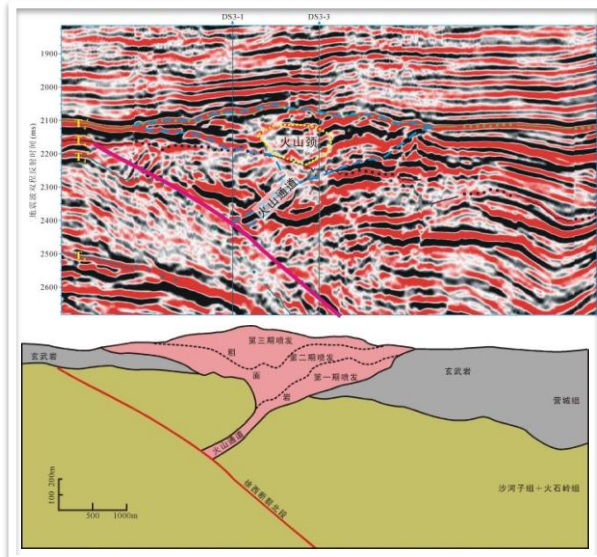 DS3-1 DS3-3
1900
2000
2100
2200
2300
2400
2500
2600
地震波双程反射时间(ms)
火山颈
火山通道
第三期喷发
粗
第二期喷发
面
第一期喷发
岩
火山通道
玄武岩
玄武岩
营城组
沙河子组+火石岭组
徐西断裂北段
100 200m
500 1000m